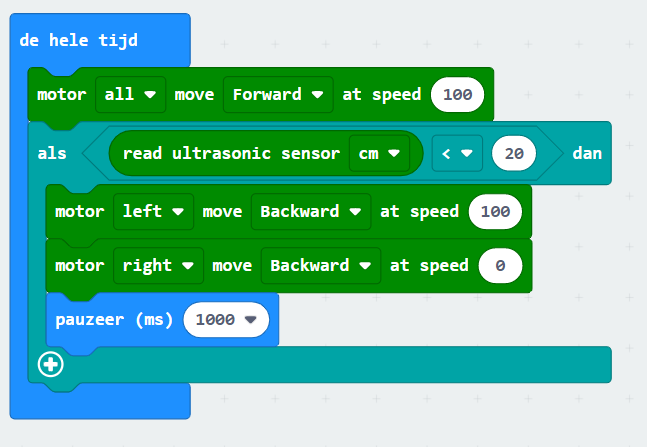 de hele tijd
motor all move Forward at speed 100
als read ultrasonic sensor cm < 20 dan
motor left move Backward at speed 100
motor right move Backward at speed 0
pauzeer (ms) 1000